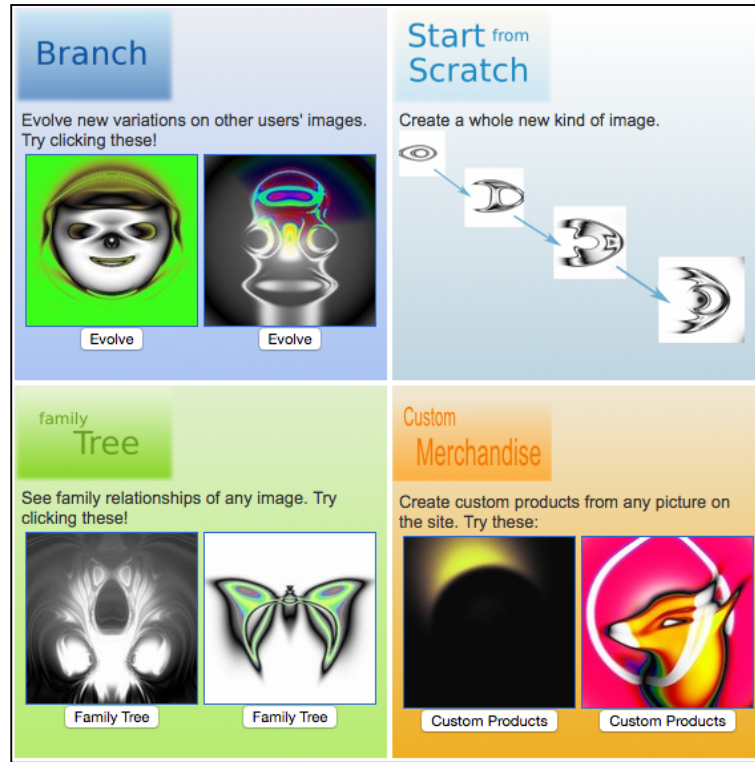 Branch
Evolve new variations on other users' images.
Try clicking these!
Evolve
Evolve
Start from
Scratch
Create a whole new kind of image.
family
Tree
See family relationships of any image. Try
clicking these!
Family Tree
Family Tree
Custom
Merchandise
Create custom products from any picture on
the site. Try these:
Custom Products
Custom Products